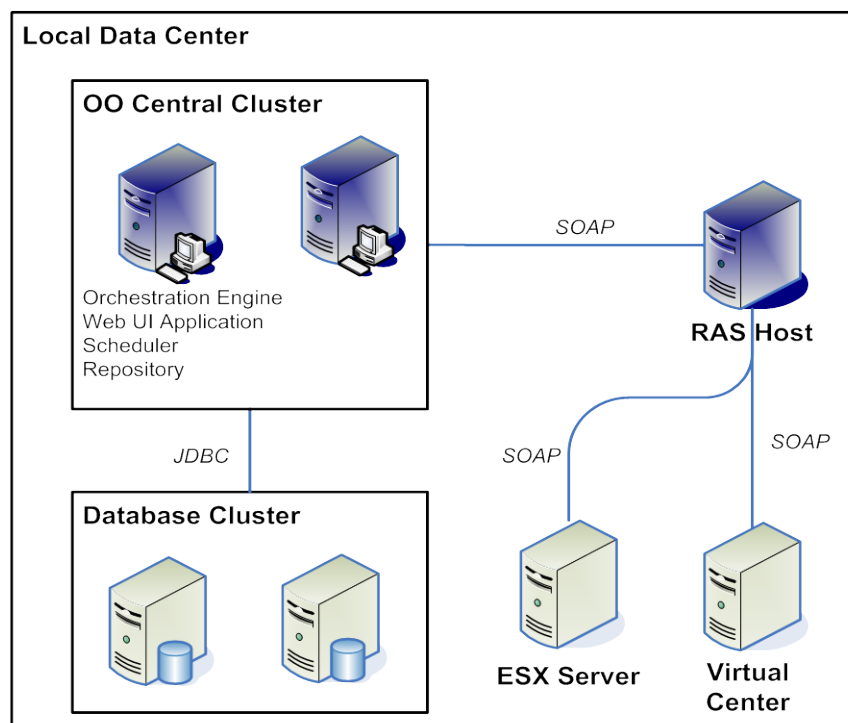 Local Data Center
OO Central Cluster
Orchestration Engine
Web UI Application
Scheduler
Repository
SOAP
RAS Host
JDBC
SOAP
SOAP
Database Cluster
ESX Server
Virtual
Center